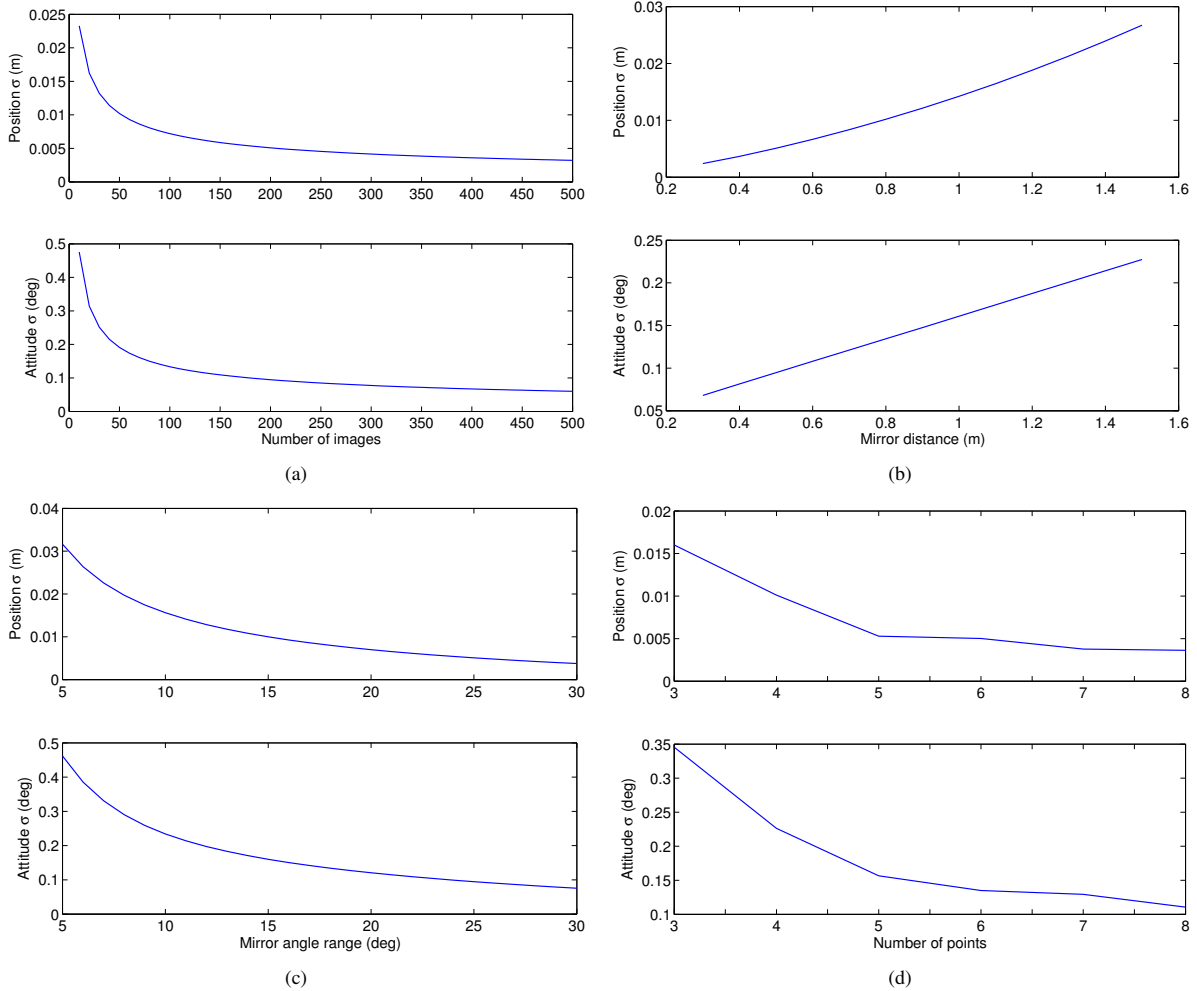 0.025
0.02
0.015
0.01
0.005
0
Position σ (m)
0 50 100 150 200 250 300 350 400 450 500
0.5
0.4
0.3
0.2
0.1
0
Attitude σ (deg)
0 50 100 150 200 250 300 350 400 450 500
Number of images
(a)
0.03
0.02
0.01
0
Position σ (m)
0.2 0.4 0.6 0.8 1 1.2 1.4 1.6
0.25
0.2
0.15
0.1
0.05
Attitude σ (deg)
0.2 0.4 0.6 0.8 1 1.2 1.4 1.6
Mirror distance (m)
(b)
0.04
0.03
0.02
0.01
0
Position σ (m)
5 10 15 20 25 30
0.5
0.4
0.3
0.2
0.1
0
Attitude σ (deg)
5 10 15 20 25 30
Mirror angle range (deg)
(c)
0.02
0.015
0.01
0.005
0
Position σ (m)
3 4 5 6 7 8
0.35
0.3
0.25
0.2
0.15
0.1
Attitude σ (deg)
3 4 5 6 7 8
Number of points
(d)